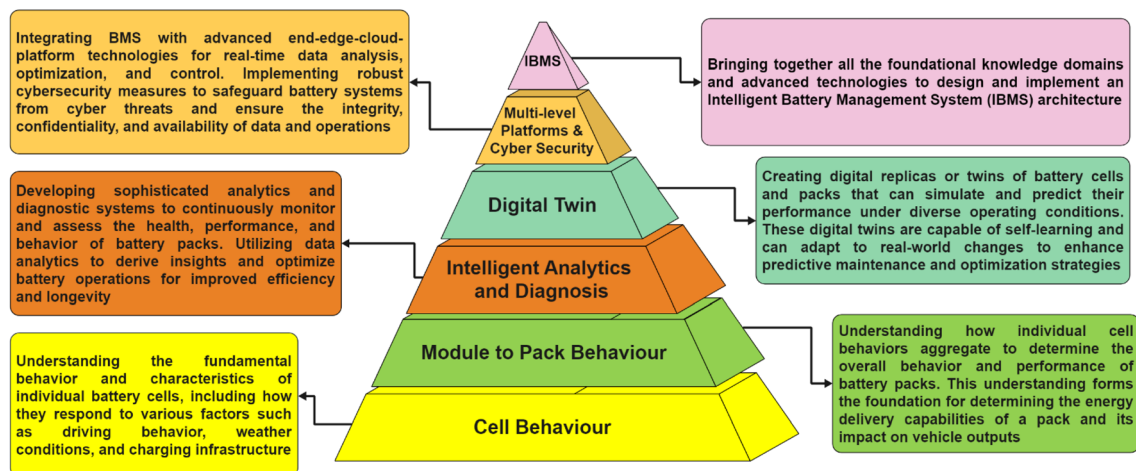 Integrating BMS with advanced end-edge-cloud-
platform technologies for real-time data analysis,
optimization, and control. Implementing robust
cybersecurity measures to safeguard battery systems
from cyber threats and ensure the integrity,
confidentiality, and availability of data and operations
IBMS
Bringing together all the foundational knowledge domains
and advanced technologies to design and implement an
Intelligent Battery Management System (IBMS) architecture
Multi-level
Platforms &
Cyber Security
Developing sophisticated analytics and
diagnostic systems to continuously monitor
and assess the health, performance, and
behavior of battery packs. Utilizing data
analytics to derive insights and optimize
battery operations for improved efficiency
and longevity
Digital Twin
Creating digital replicas or twins of battery cells
and packs that can simulate and predict their
performance under diverse operating conditions.
These digital twins are capable of self-learning and
can adapt to real-world changes to enhance
predictive maintenance and optimization strategies
Intelligent Analytics
and Diagnosis
Module to Pack Behaviour
Understanding how individual cell
behaviors aggregate to determine the
overall behavior and performance of
battery packs. This understanding forms
the foundation for determining the energy
delivery capabilities of a pack and its
impact on vehicle outputs
Understanding the fundamental
behavior and characteristics of
individual battery cells, including how
they respond to various factors such
as driving behavior, weather
conditions, and charging infrastructure
Cell Behaviour